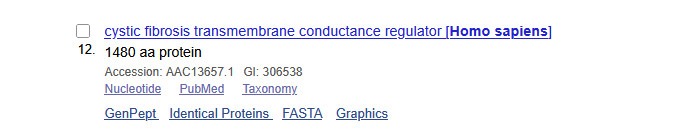 cystic fibrosis transmembrane conductance regulator [Homo sapiens]
12. 1480 aa protein
Accession: AAC13657.1 GI: 306538
Nucleotide PubMed Taxonomy
GenPept Identical Proteins FASTA Graphics